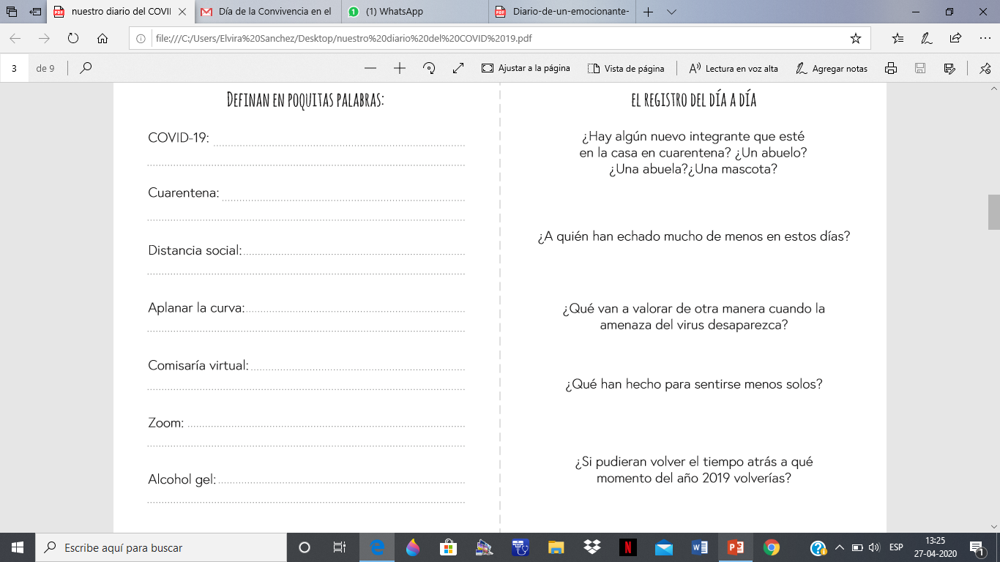 nuestro diario del COVI
Día de la Convivencia en el
(1) WhatsApp
Diario-de-un-emocionante-
file:///C:/Users/Elvira%20Sanchez/Desktop/nuestro%20diario%20del%20COVID%2019.pdf
3 de 9
Ajustar a la página
Vista de página
Lectura en voz alta
Agregar notas
DEFINAN EN POQUITAS PALABRAS:
COVID-19:
Cuarentena:
Distancia social:
Aplanar la curva:
Comisaría virtual:
Zoom:
Alcohol gel:
EL REGISTRO DEL DÍA A DÍA
¿Hay algún nuevo integrante que esté
en la casa en cuarentena? ¿Un abuelo?
¿Una abuela?¿Una mascota?
¿A quién han echado mucho de menos en estos días?
¿Qué van a valorar de otra manera cuando la
amenaza del virus desaparezca?
¿Qué han hecho para sentirse menos solos?
¿Si pudieran volver el tiempo atrás a qué
momento del año 2019 volverías?
Escribe aquí para buscar
ESP
13:25
27-04-2020